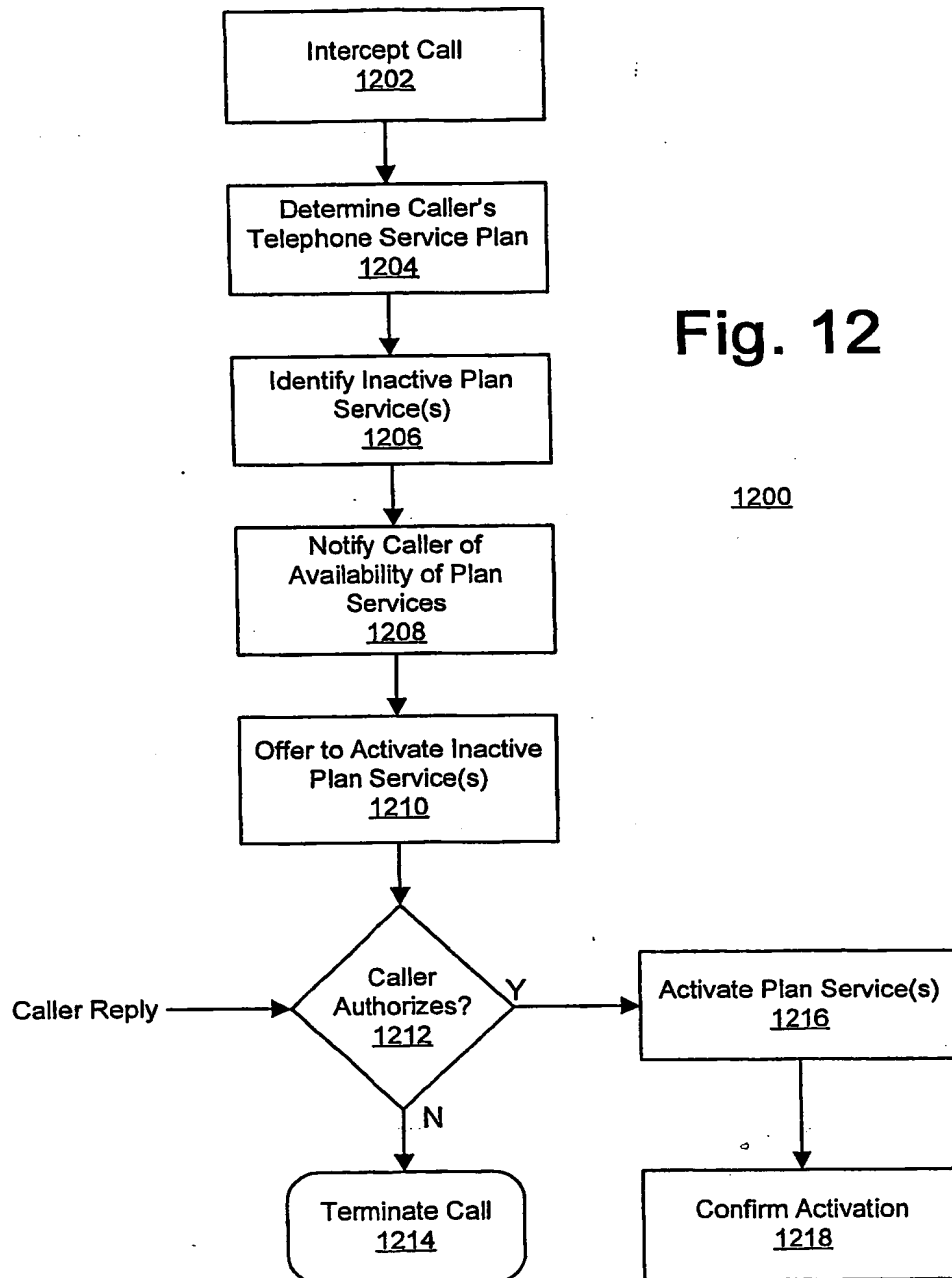 Intercept Call
1202
Determine Caller's
Telephone Service Plan
1204
Identify Inactive Plan
Service(s)
1206
Fig. 12
1200
Notify Caller of
Availability of Plan
Services
1208
Offer to Activate Inactive
Plan Service(s)
1210
Caller Reply
Caller
Authorizes?
1212
Y
N
Activate Plan Service(s)
1216
Terminate Call
1214
Confirm Activation
1218